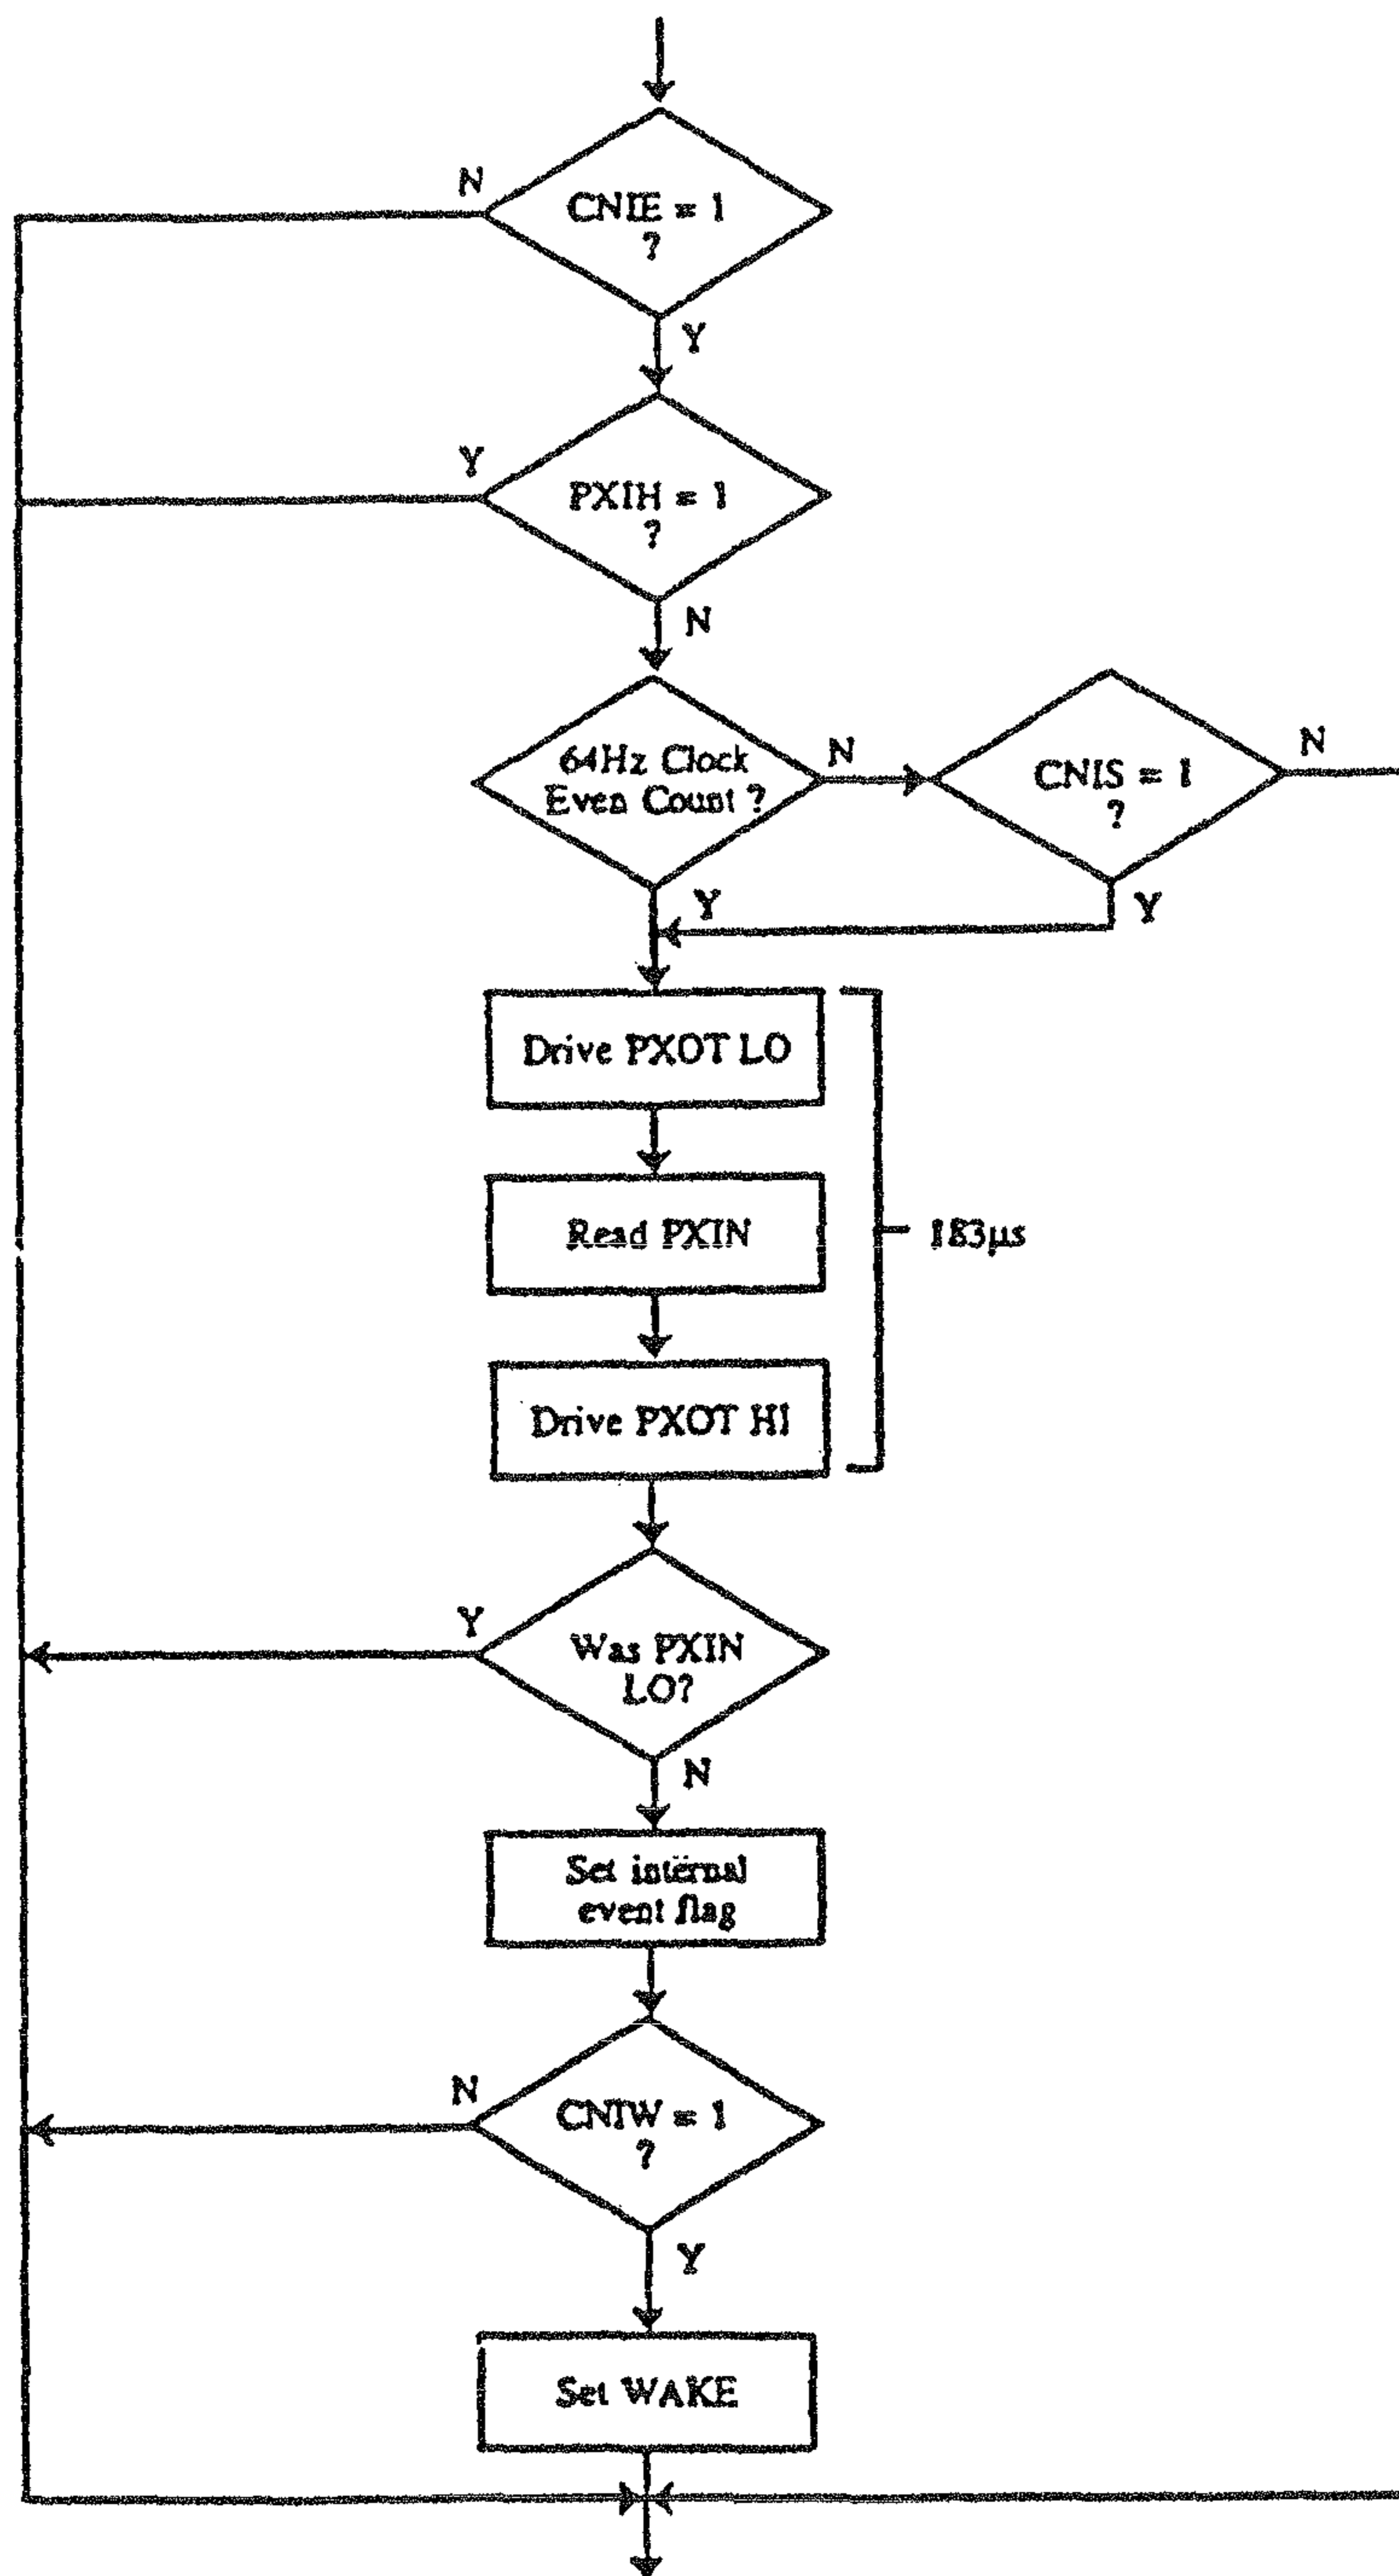 N
CNIE = 1
?
Y
Y
PXIH = 1
?
N
64Hz Clock
Even Count ?
N
CNIS = 1
?
N
Y
Y
Drive PXOT LO
Read PXIN
183µs
Drive PXOT HI
Y
Was PXIN
LO?
N
Set internal
event flag
N
CNIW = 1
?
Y
Set WAKE